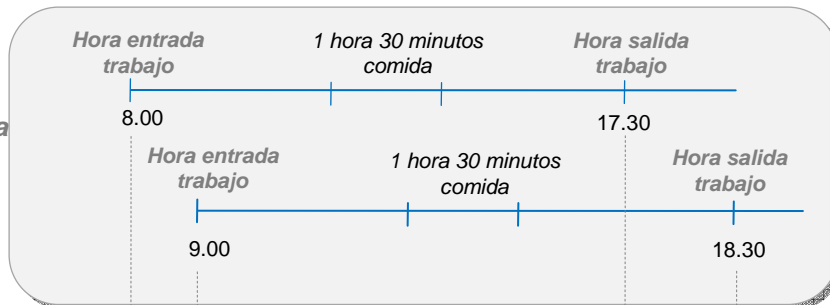 Hora entrada
trabajo
1 hora 30 minutos
comida
Hora salida
trabajo
8.00
17.30
a
Hora entrada
trabajo
1 hora 30 minutos
comida
Hora salida
trabajo
9.00
18.30